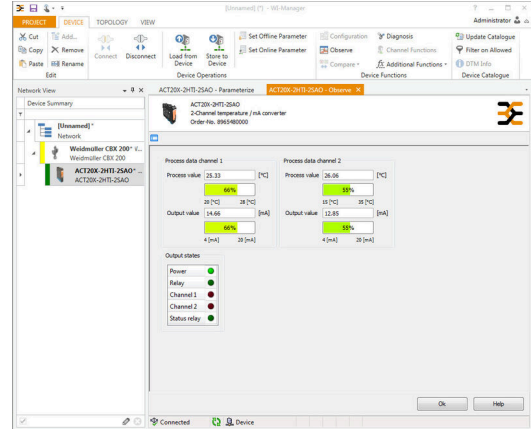 [Unnamed] (*) - WI-Manager
PROJECT DEVICE TOPOLOGY VIEW Administrator
Cut Add...
Copy Remove
Paste Rename
Edit
Connect Disconnect Load from Device Store to Device
Set Offline Parameter
Set Online Parameter
Device Operations
Configuration Diagnosis
Observe Channel Functions
Compare Additional Functions
Device Functions
Update Catalogue
Filter on Allowed
DTM Info
Device Catalogue
Network View
Device Summary
[Unnamed]*
Network
Weidmüller CBX 200* /...
Weidmüller CBX 200
ACT20X-2HTI-2SAO* ...
ACT20X-2HTI-2SAO
ACT20X-2HTI-2SAO - Parameterize ACT20X-2HTI-2SAO - Observe
ACT20X-2HTI-2SAO
2-Channel temperature / mA converter
Order-No. 8965480000
Process data channel 1
Process value 25.33 [°C]
66%
20 [°C] 28 [°C]
Output value 14.66 [mA]
66%
4 [mA] 20 [mA]
Process data channel 2
Process value 26.06 [°C]
55%
15 [°C] 35 [°C]
Output value 12.85 [mA]
55%
4 [mA] 20 [mA]
Output states
Power
Relay
Channel 1
Channel 2
Status relay
Ok Help
Connected Device